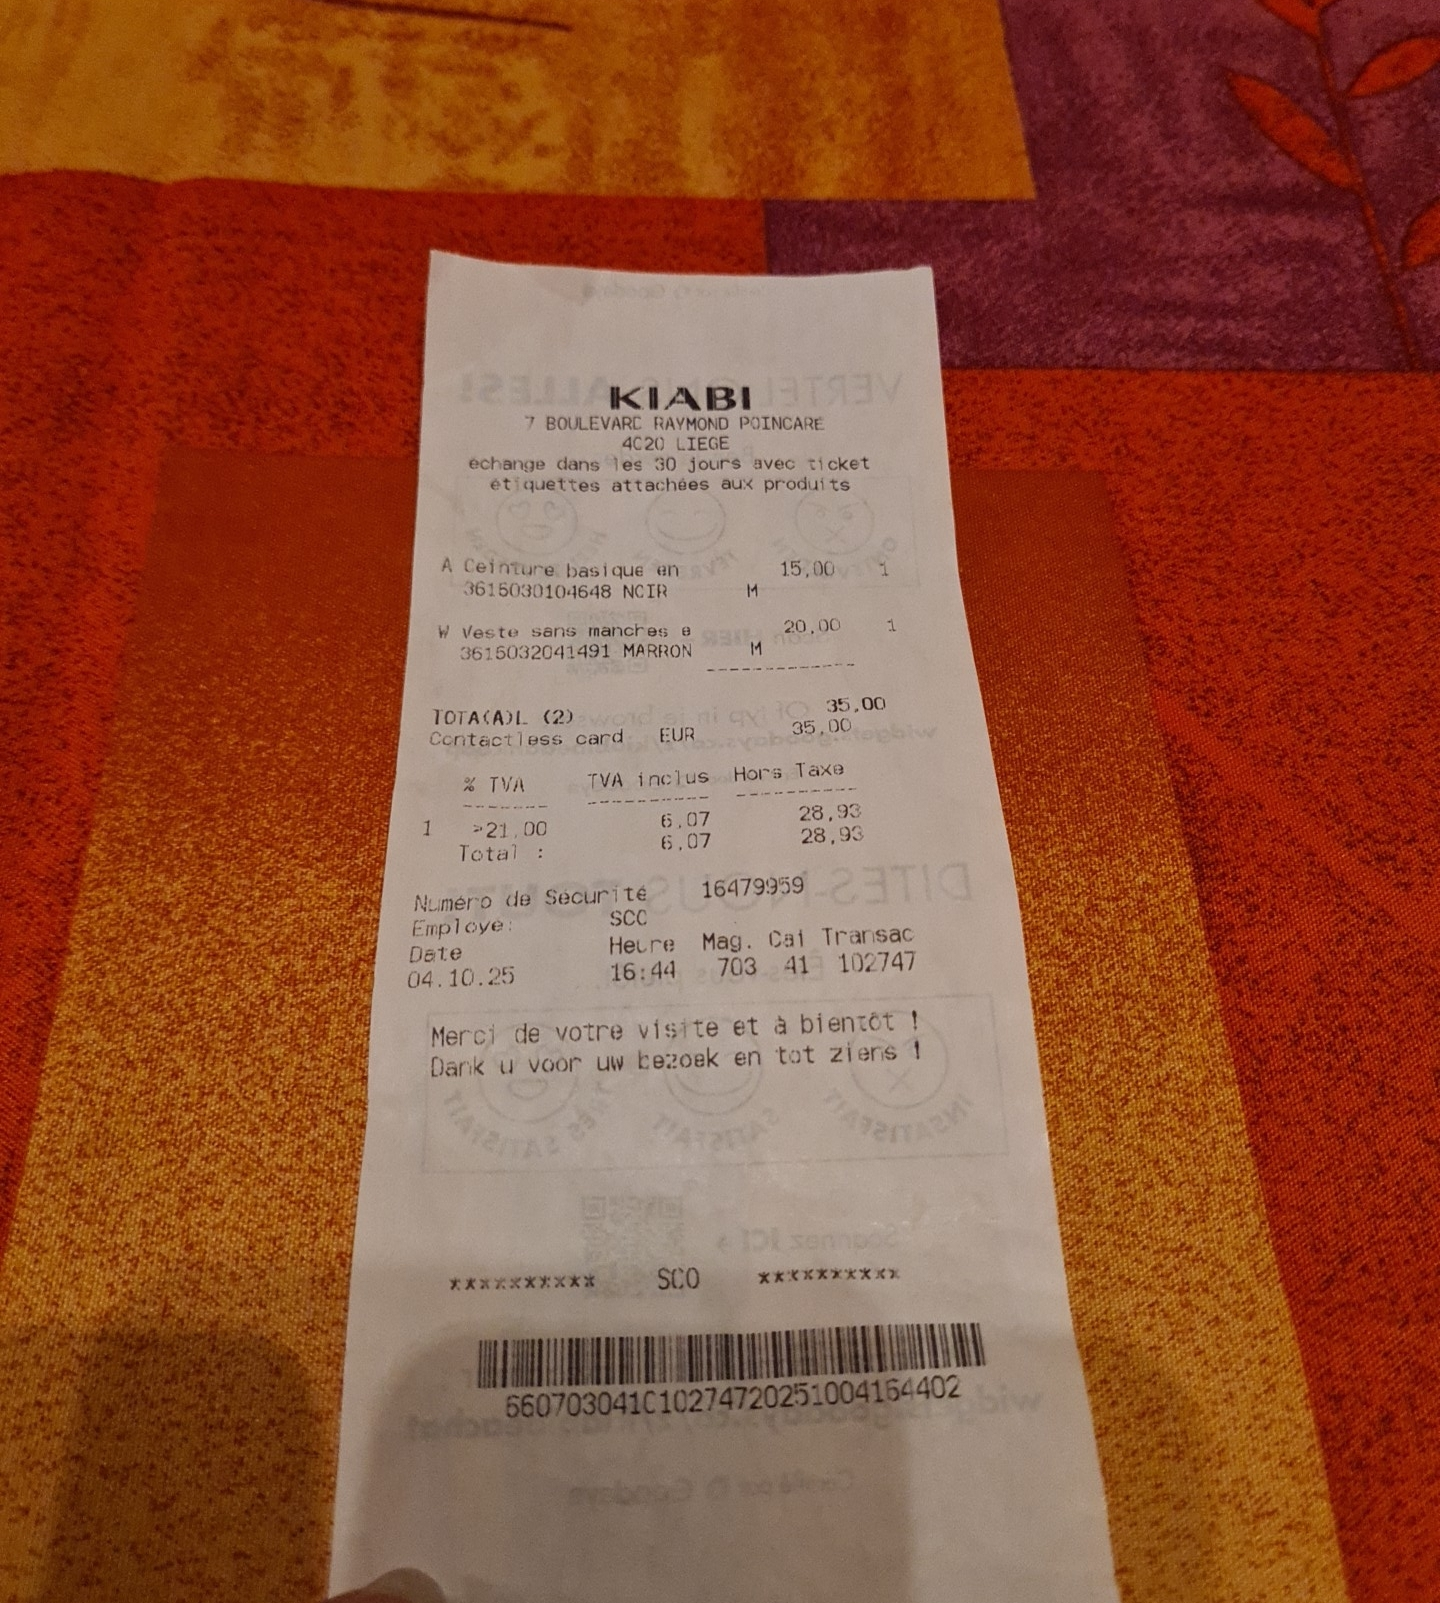 KIABI
7 BOULEVARD RAYMOND POINCARE
4020 LIEGE
échange dans les 30 jours avec ticket
étiquettes attachées aux produits
A Ceinture basique en 15,00 1
3615030104648 NOIR M
W Veste sans manches e 20,00 1
3615032041491 MARRON M
------------
TOTA(A)L (2) 35,00
Contactless card EUR 35,00
% TVA TVA inclus Hors Taxe
------- ---------- ----------
1 >21,00 6,07 28,93
Total : 6,07 28,93
Numéro de Sécurité 16479959
Employe: SCO
Date Heure Mag. Cai Transac
04.10.25 16:44 703 41 102747
Merci de votre visite et à bientôt !
Dank u voor uw bezoek en tot ziens !
********** SCO **********
660703041010274720251004164402